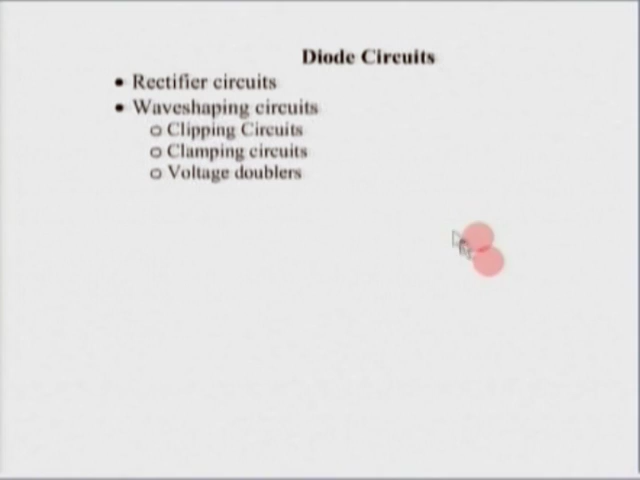 Diode Circuits
• Rectifier circuits
• Waveshaping circuits
o Clipping Circuits
o Clamping circuits
o Voltage doublers